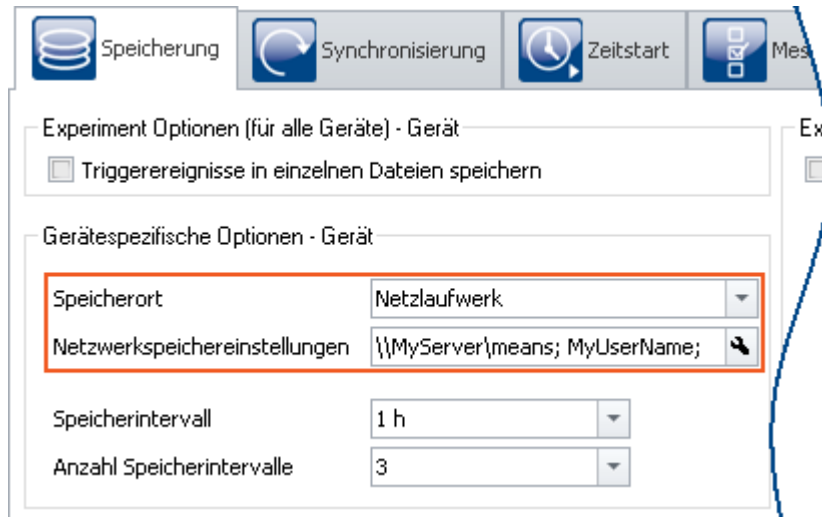 Speicherung
Synchronisierung
Zeitstart
Mes
Experiment Optionen (für alle Geräte) - Gerät
Ex
Triggerereignisse in einzelnen Dateien speichern
Gerätespezifische Optionen - Gerät
Speicherort
Netzlaufwerk
Netzwerkspeichereinstellungen
\\MyServer\means; MyUserName;
Speicherintervall
1 h
Anzahl Speicherintervalle
3